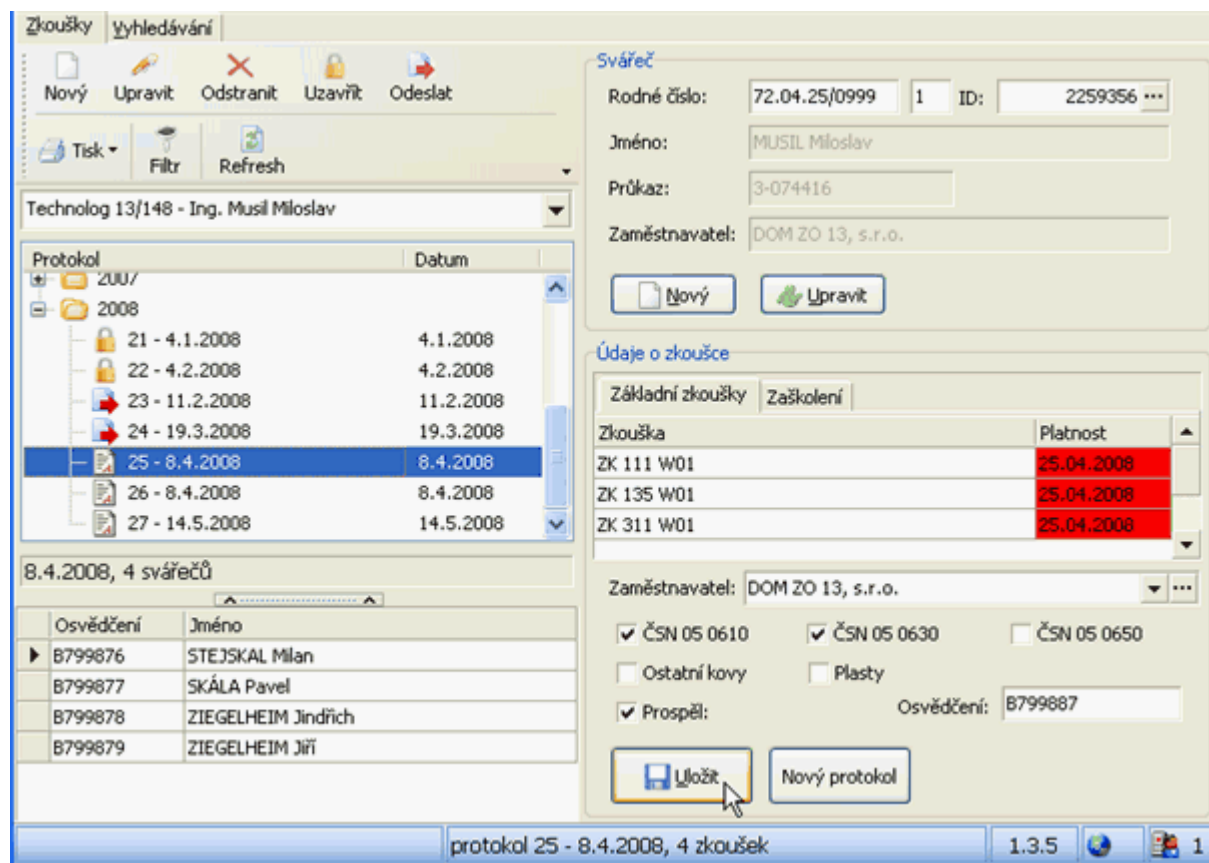 Zkoušky Vyhledávání
Nový Upravit Odstranit Uzavřít Odeslat
Tisk Filtr Refresh
Technolog 13/148 - Ing. Musil Miloslav
Protokol Datum
2007
2008
21 - 4.1.2008 4.1.2008
22 - 4.2.2008 4.2.2008
23 - 11.2.2008 11.2.2008
24 - 19.3.2008 19.3.2008
25 - 8.4.2008 8.4.2008
26 - 8.4.2008 8.4.2008
27 - 14.5.2008 14.5.2008
8.4.2008, 4 svářečů
Osvědčení Jméno
B799876 STEJSKAL Milan
B799877 SKÁLA Pavel
B799878 ZIEGELHEIM Jindřich
B799879 ZIEGELHEIM Jiří
Svářeč
Rodné číslo: 72.04.25/0999 1 ID: 2259356 ...
Jméno: MUSIL Miloslav
Průkaz: 3-074416
Zaměstnavatel: DOM ZO 13, s.r.o.
Nový Upravit
Údaje o zkoušce
Základní zkoušky Zaškolení
Zkouška Platnost
ZK 111 W01 25.04.2008
ZK 135 W01 25.04.2008
ZK 311 W01 25.04.2008
Zaměstnavatel: DOM ZO 13, s.r.o. ...
ČSN 05 0610 ČSN 05 0630 ČSN 05 0650
Ostatní kovy Plasty
Prospěl: Osvědčení: B799887
Uložit Nový protokol
protokol 25 - 8.4.2008, 4 zkoušek 1.3.5 1